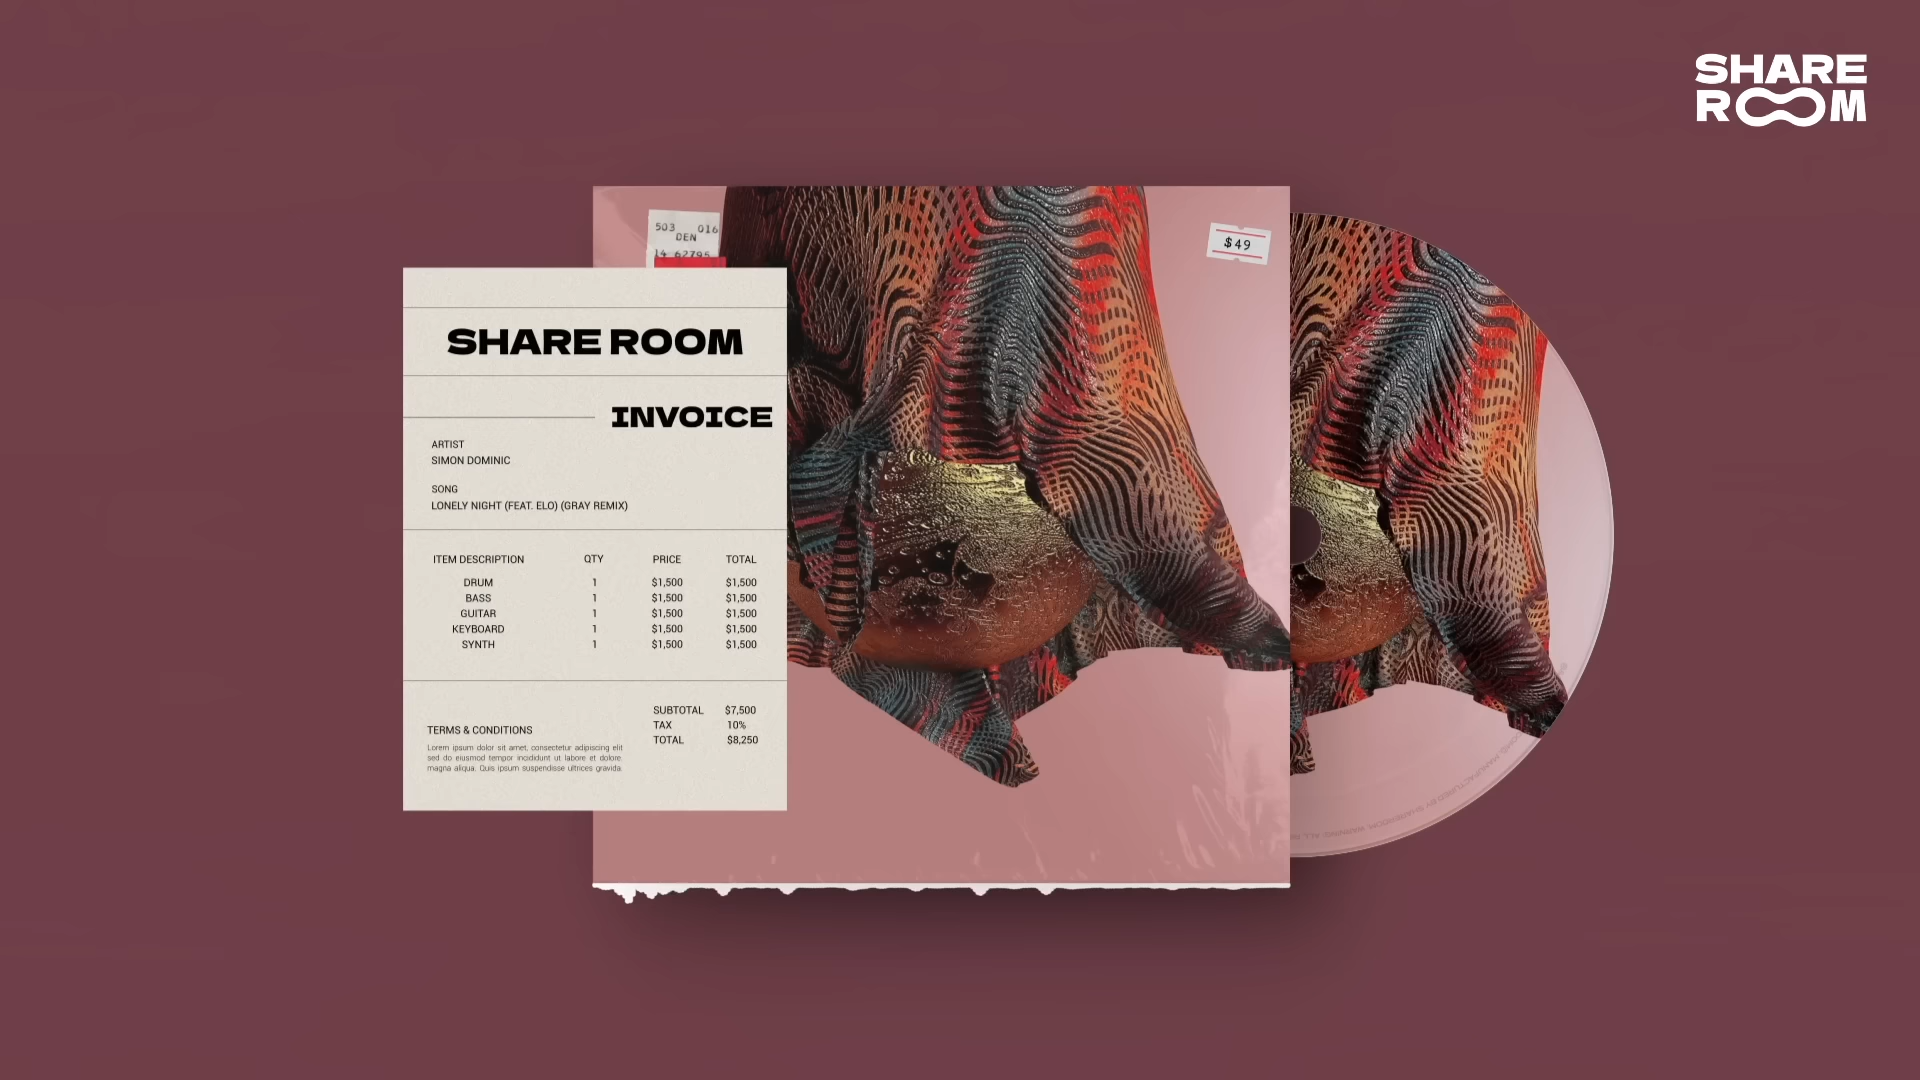 SHARE
ROOM
503 016
DEN
14 62795
$49
SHARE ROOM
INVOICE
ARTIST
SIMON DOMINIC
SONG
LONELY NIGHT (FEAT. ELO) (GRAY REMIX)
ITEM DESCRIPTION QTY PRICE TOTAL
DRUM 1 $1,500 $1,500
BASS 1 $1,500 $1,500
GUITAR 1 $1,500 $1,500
KEYBOARD 1 $1,500 $1,500
SYNTH 1 $1,500 $1,500
SUBTOTAL $7,500
TAX 10%
TOTAL $8,250
TERMS & CONDITIONS
Lorem ipsum dolor sit amet, consectetur adipiscing elit
sed do eiusmod tempor incididunt ut labore et dolore
magna aliqua. Quis ipsum suspendisse ultrices gravida.